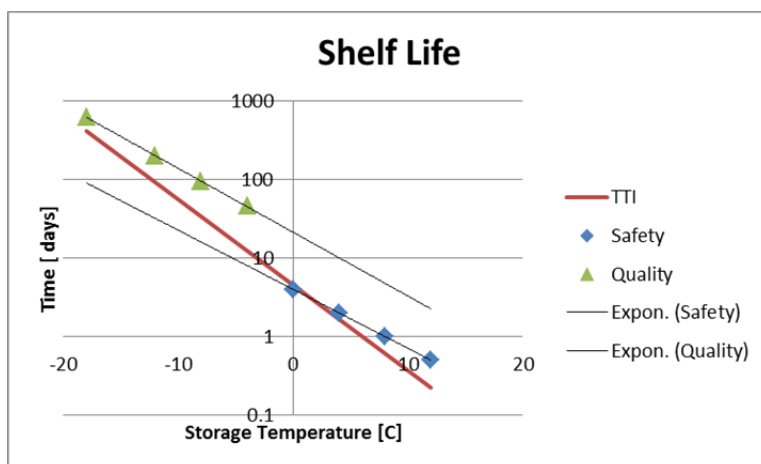 Shelf Life
1000
100
10
1
0.1
-20
-10
0
10
20
Time [ days]
Storage Temperature [C]
TTI
Safety
Quality
Expon. (Safety)
Expon. (Quality)